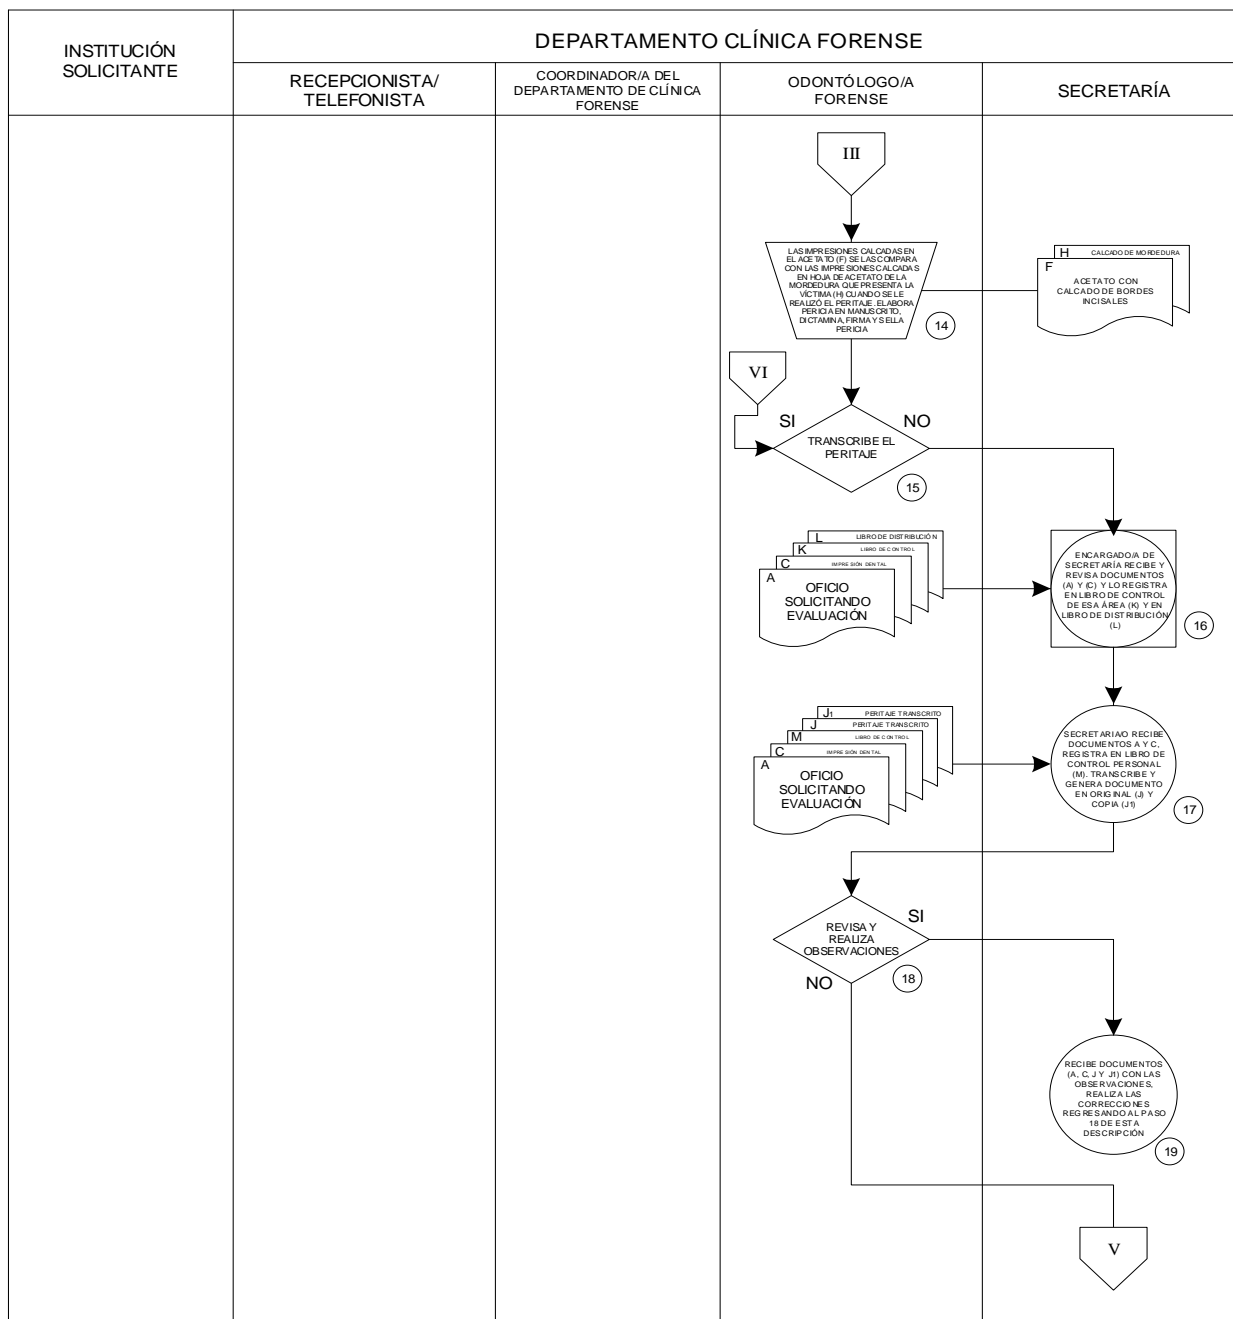 INSTITUCIÓN
SOLICITANTE
DEPARTAMENTO CLÍNICA FORENSE
RECEPCIONISTA/
TELEFONISTA
COORDINADOR/A DEL
DEPARTAMENTO DE CLÍNICA
FORENSE
ODONTÓLOGO/A
FORENSE
SECRETARÍA
III
LAS IMPRESIONES CALCADAS EN
EL ACETATO (F) SE LAS COMPARA
CON LAS IMPRESIONES CALCADAS
EN HOJA DE ACETATO DE LA
MORDEDURA QUE PRESENTA LA
VÍCTIMA (H) CUANDO SE LE
REALIZÓ EL PERITAJE. ELABORA
PERICIA EN MANUSCRITO,
DICTAMINA, FIRMA Y SELLA
PERICIA
14
H CALCADO DE MORDEDURA
F
ACETATO CON
CALCADO DE BORDES
INCISALES
VI
SI
NO
TRANSCRIBE EL
PERITAJE
15
L LIBRO DE DISTRIBUCIÓN
K LIBRO DE CONTROL
C IMPRESIÓN DENTAL
A
OFICIO
SOLICITANDO
EVALUACIÓN
ENCARGADO/A DE
SECRETARÍA RECIBE Y
REVISA DOCUMENTOS
(A) Y (C) Y LO REGISTRA
EN LIBRO DE CONTROL
DE ESA ÁREA (K) Y EN
LIBRO DE DISTRIBUCIÓN
(L)
16
J1 PERITAJE TRANSCRITO
J PERITAJE TRANSCRITO
M LIBRO DE CONTROL
C IMPRESIÓN DENTAL
A
OFICIO
SOLICITANDO
EVALUACIÓN
SECRETARIA/O RECIBE
DOCUMENTOS A Y C,
REGISTRA EN LIBRO DE
CONTROL PERSONAL
(M). TRANSCRIBE Y
GENERA DOCUMENTO
EN ORIGINAL (J) Y
COPIA (J1)
17
REVISA Y
REALIZA
OBSERVACIONES
SI
NO
18
RECIBE DOCUMENTOS
(A, C, J Y J1) CON LAS
OBSERVACIONES,
REALIZA LAS
CORRECCIONES
REGRESANDO AL PASO
18 DE ESTA
DESCRIPCIÓN
19
V